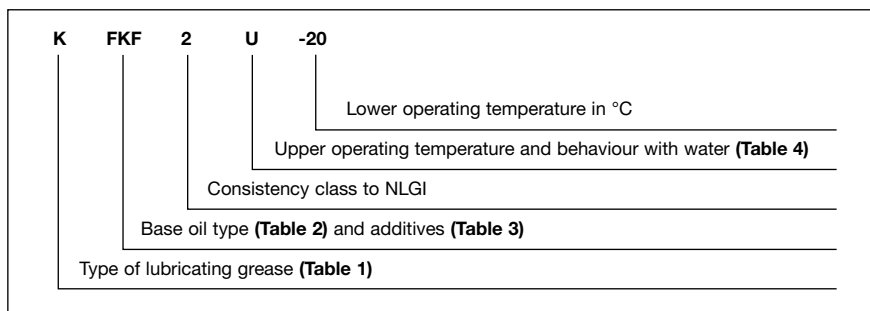 K FKF 2 U -20
Lower operating temperature in °C
Upper operating temperature and behaviour with water (Table 4)
Consistency class to NLGI
Base oil type (Table 2) and additives (Table 3)
Type of lubricating grease (Table 1)